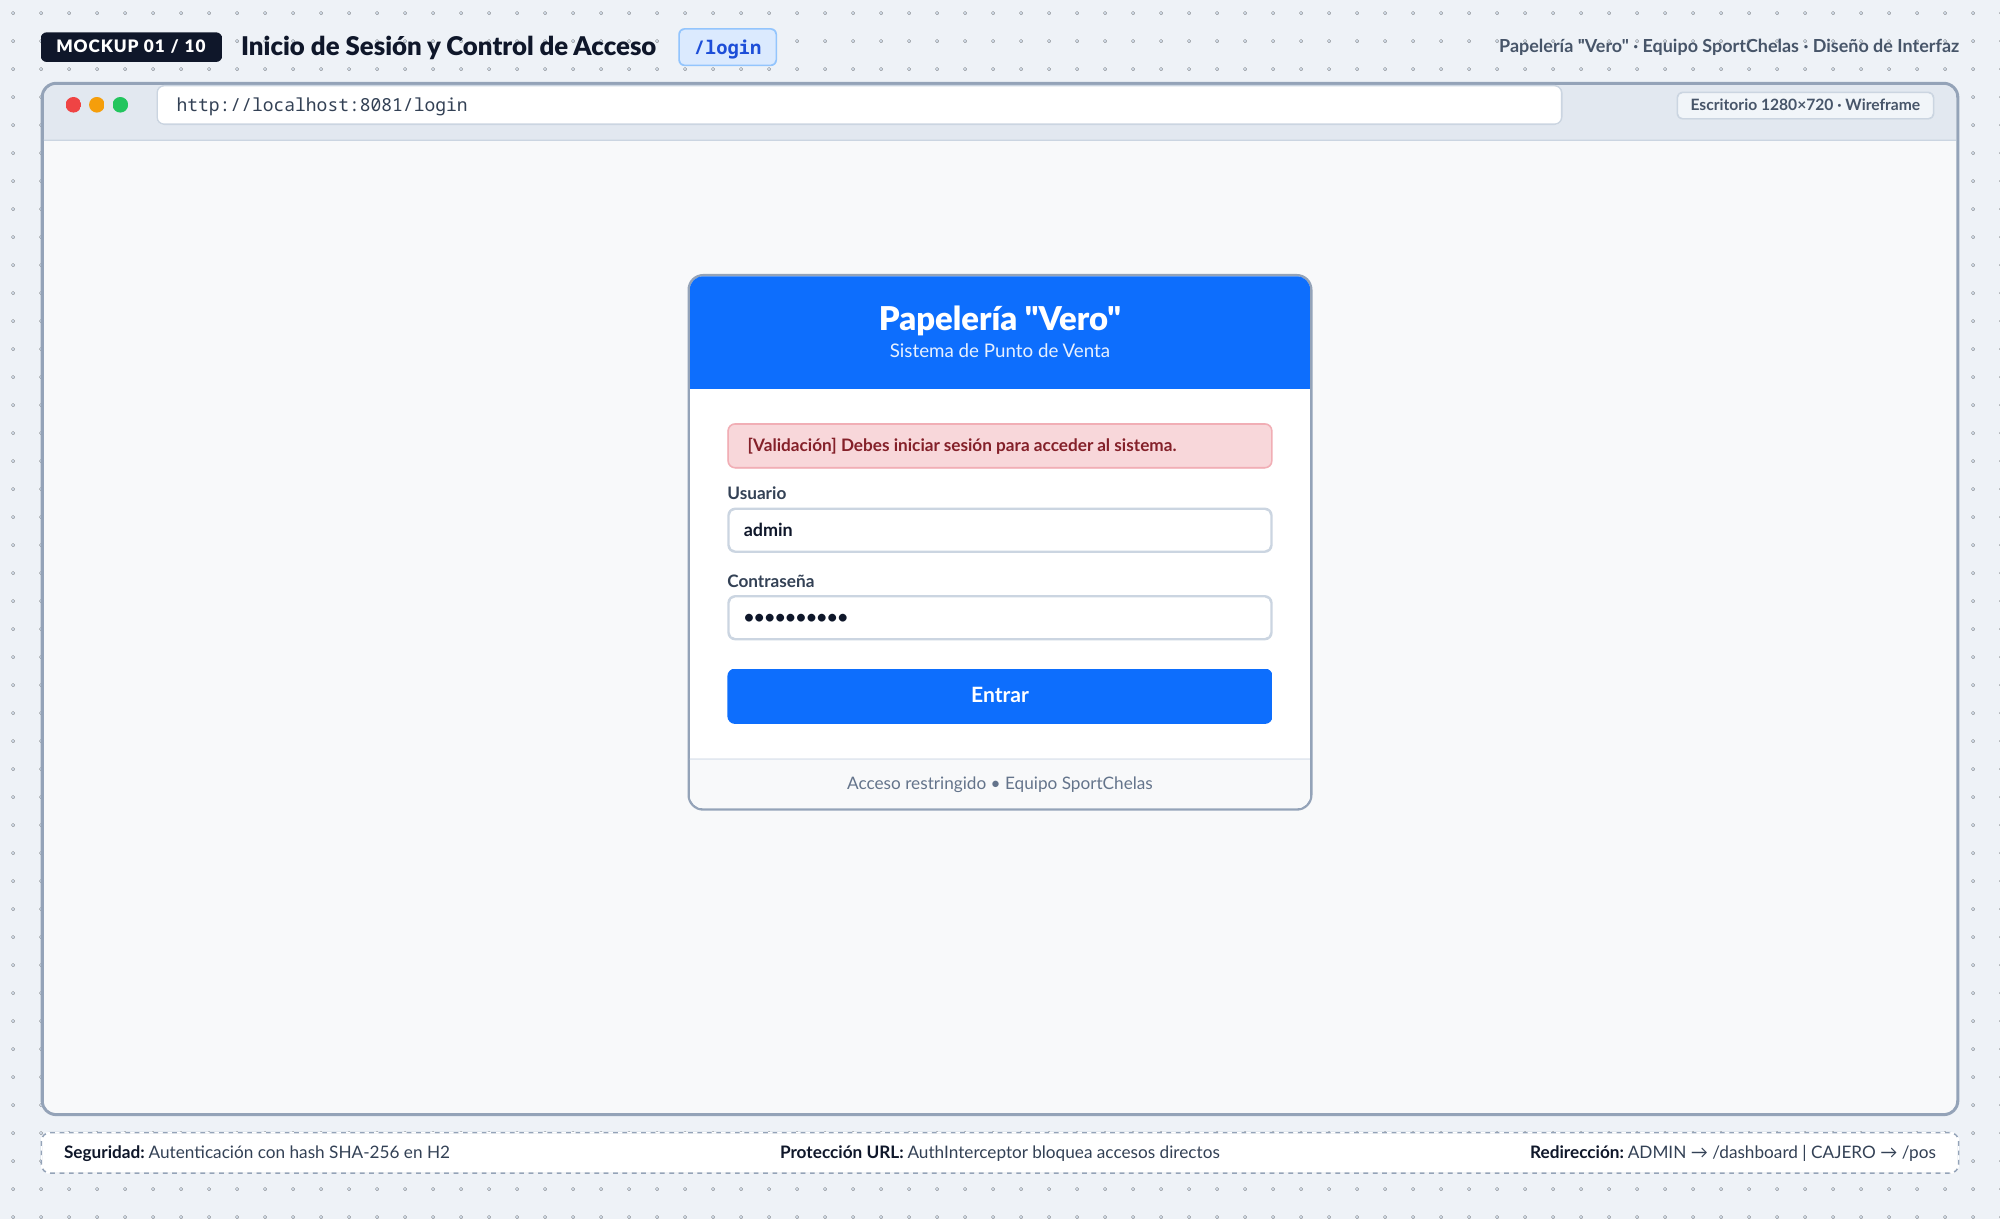 MOCKUP 01 / 10 Inicio de Sesión y Control de Acceso /login Papelería "Vero" · Equipo SportChelas · Diseño de Interfaz
http://localhost:8081/login Escritorio 1280×720 · Wireframe
Papelería "Vero"
Sistema de Punto de Venta
[Validación] Debes iniciar sesión para acceder al sistema.
Usuario
admin
Contraseña
••••••••••
Entrar
Acceso restringido • Equipo SportChelas
Seguridad: Autenticación con hash SHA-256 en H2 Protección URL: AuthInterceptor bloquea accesos directos Redirección: ADMIN → /dashboard | CAJERO → /pos